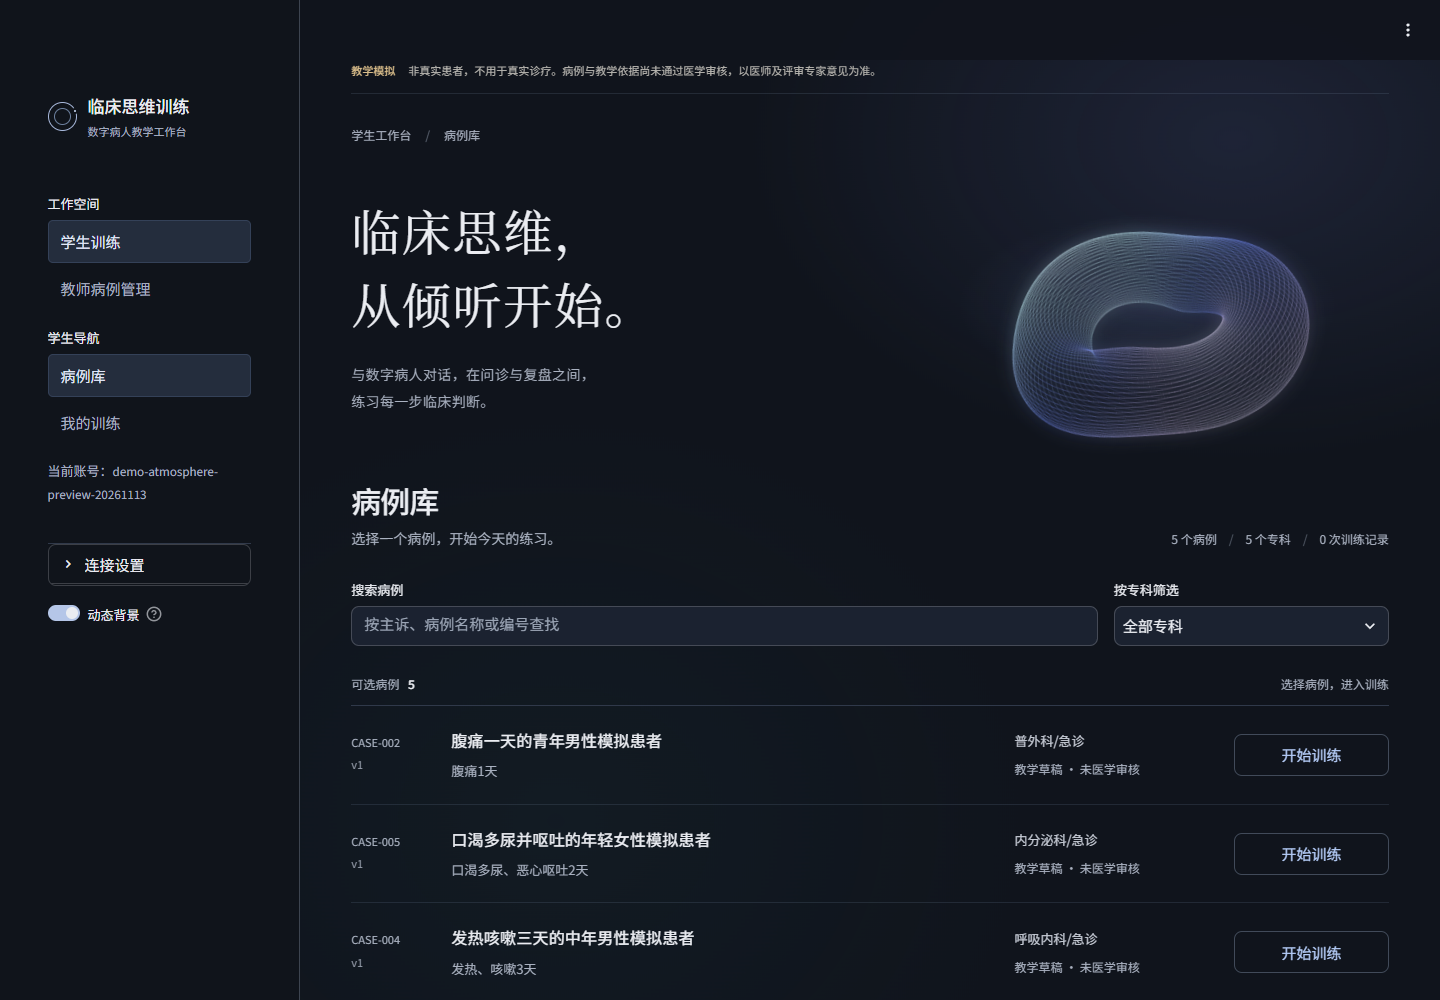 临床思维训练
数字病人教学工作台
工作空间
学生训练
教师病例管理
学生导航
病例库
我的训练
当前账号：demo-atmosphere-
preview-20261113
连接设置
动态背景
教学模拟 非真实患者，不用于真实诊疗。病例与教学依据尚未通过医学审核，以医师及评审专家意见为准。
学生工作台 / 病例库
临床思维，
从倾听开始。
与数字病人对话，在问诊与复盘之间，
练习每一步临床判断。
病例库
选择一个病例，开始今天的练习。
5 个病例 / 5 个专科 / 0 次训练记录
搜索病例
按主诉、病例名称或编号查找
按专科筛选
全部专科
可选病例 5
选择病例，进入训练
CASE-002
v1
腹痛一天的青年男性模拟患者
腹痛1天
普外科/急诊
教学草稿 · 未医学审核
开始训练
CASE-005
v1
口渴多尿并呕吐的年轻女性模拟患者
口渴多尿、恶心呕吐2天
内分泌科/急诊
教学草稿 · 未医学审核
开始训练
CASE-004
v1
发热咳嗽三天的中年男性模拟患者
发热、咳嗽3天
呼吸内科/急诊
教学草稿 · 未医学审核
开始训练